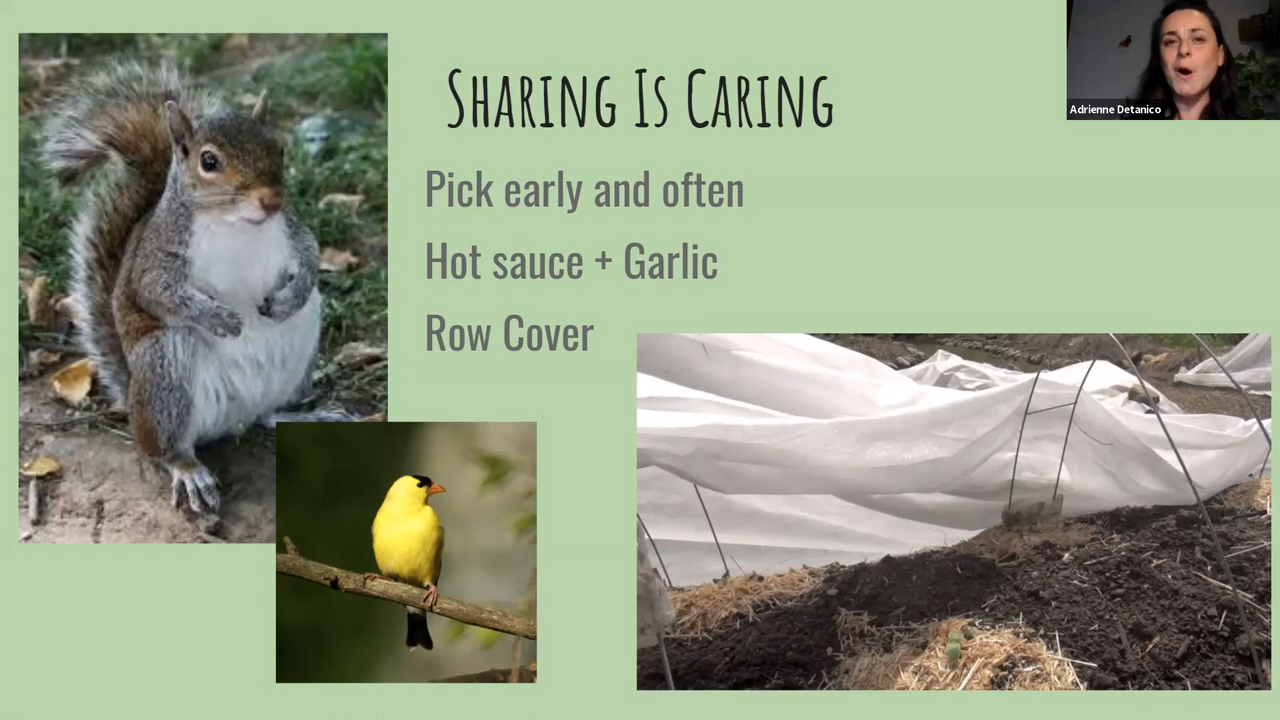 Sharing Is Caring
Adrienne Detanico
Pick early and often
Hot sauce + Garlic
Row Cover